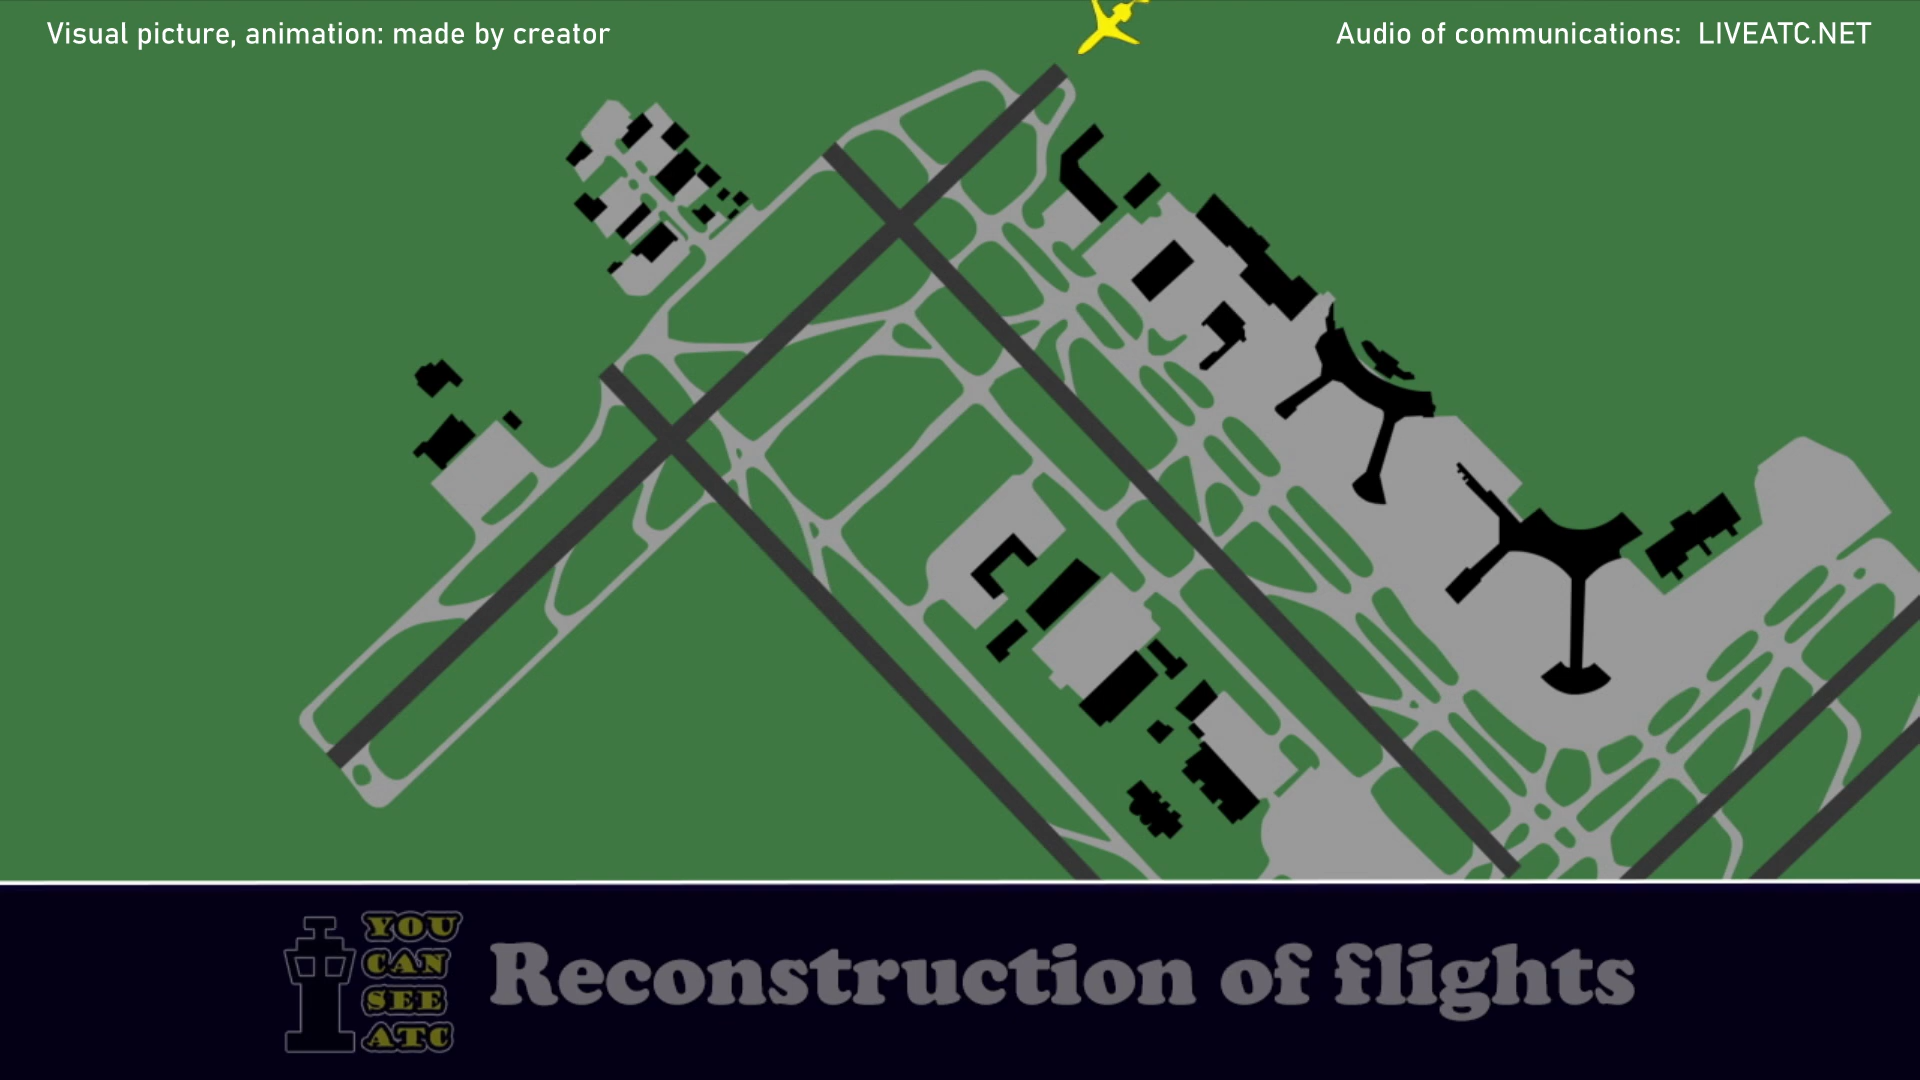 Visual picture, animation: made by creator
Audio of communications: LIVEATC.NET
YOU
CAN
SEE
ATC
Reconstruction of flights